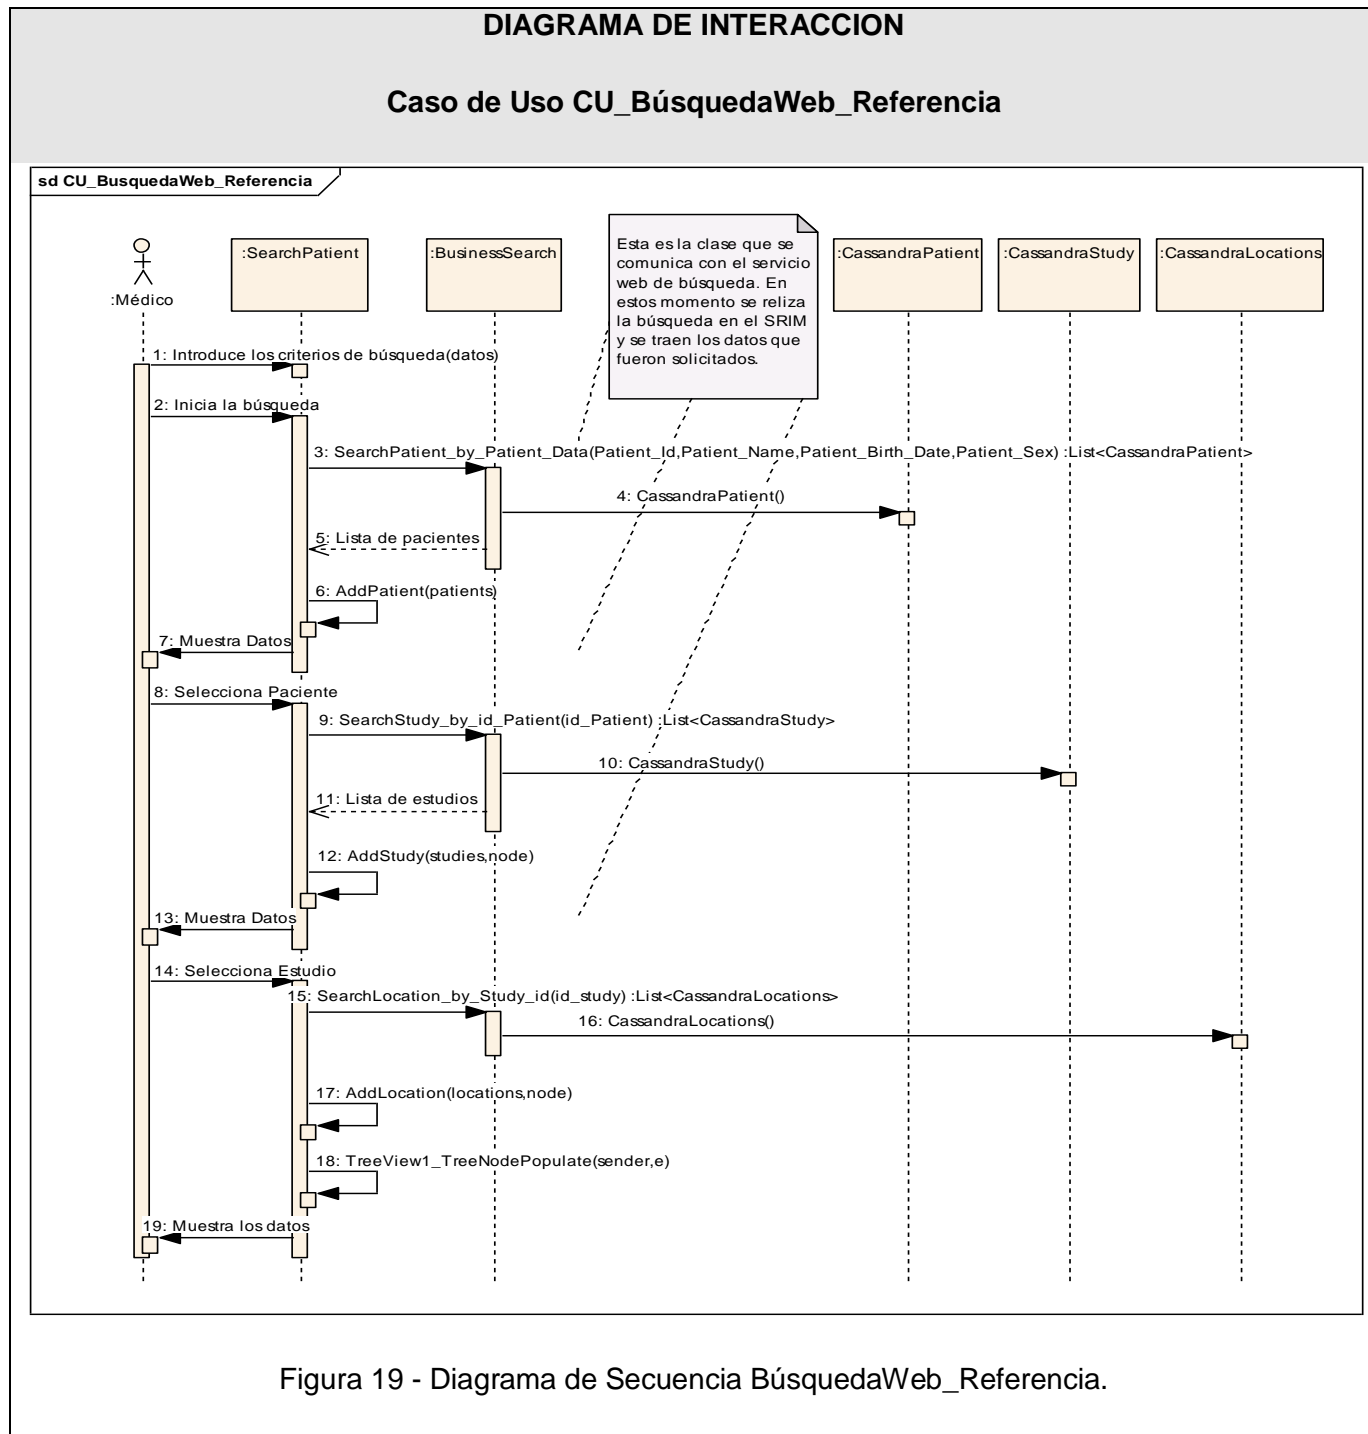 DIAGRAMA DE INTERACCION
Caso de Uso CU_BúsquedaWeb_Referencia
sd CU_BusquedaWeb_Referencia
:Médico
:SearchPatient
:BusinessSearch
Esta es la clase que se
comunica con el servicio
web de búsqueda. En
estos momento se reliza
la búsqueda en el SRIM
y se traen los datos que
fueron solicitados.
:CassandraPatient
:CassandraStudy
:CassandraLocations
1: Introduce los criterios de búsqueda(datos)
2: Inicia la búsqueda
3: SearchPatient_by_Patient_Data(Patient_Id,Patient_Name,Patient_Birth_Date,Patient_Sex) :List<CassandraPatient>
4: CassandraPatient()
5: Lista de pacientes
6: AddPatient(patients)
7: Muestra Datos
8: Selecciona Paciente
9: SearchStudy_by_id_Patient(id_Patient) :List<CassandraStudy>
10: CassandraStudy()
11: Lista de estudios
12: AddStudy(studies,node)
13: Muestra Datos
14: Selecciona Estudio
15: SearchLocation_by_Study_id(id_study) :List<CassandraLocations>
16: CassandraLocations()
17: AddLocation(locations,node)
18: TreeView1_TreeNodePopulate(sender,e)
19: Muestra los datos
Figura 19 - Diagrama de Secuencia BúsquedaWeb_Referencia.